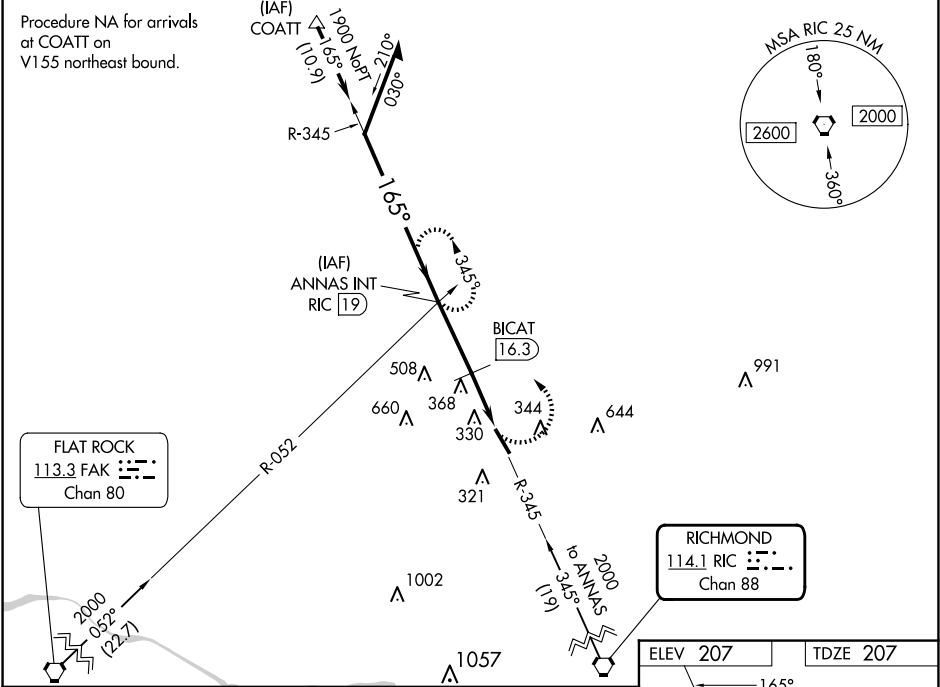 Procedure NA for arrivals
at COATT on
V155 northeast bound.
(IAF)
COATT
1900 NoPT
165°
(10.9)
210°
030°
R-345
165°
MSA RIC 25 NM
180°
2600
2000
360°
(IAF)
ANNAS INT
RIC 19
345°
BICAT
16.3
508
368
660
330
344
644
991
321
R-052
R-345
FLAT ROCK
113.3 FAK
Chan 80
2000
052°
(22.7)
1002
1057
2000
to ANNAS
345°
(19)
RICHMOND
114.1 RIC
Chan 88
ELEV 207
TDZE 207
165°